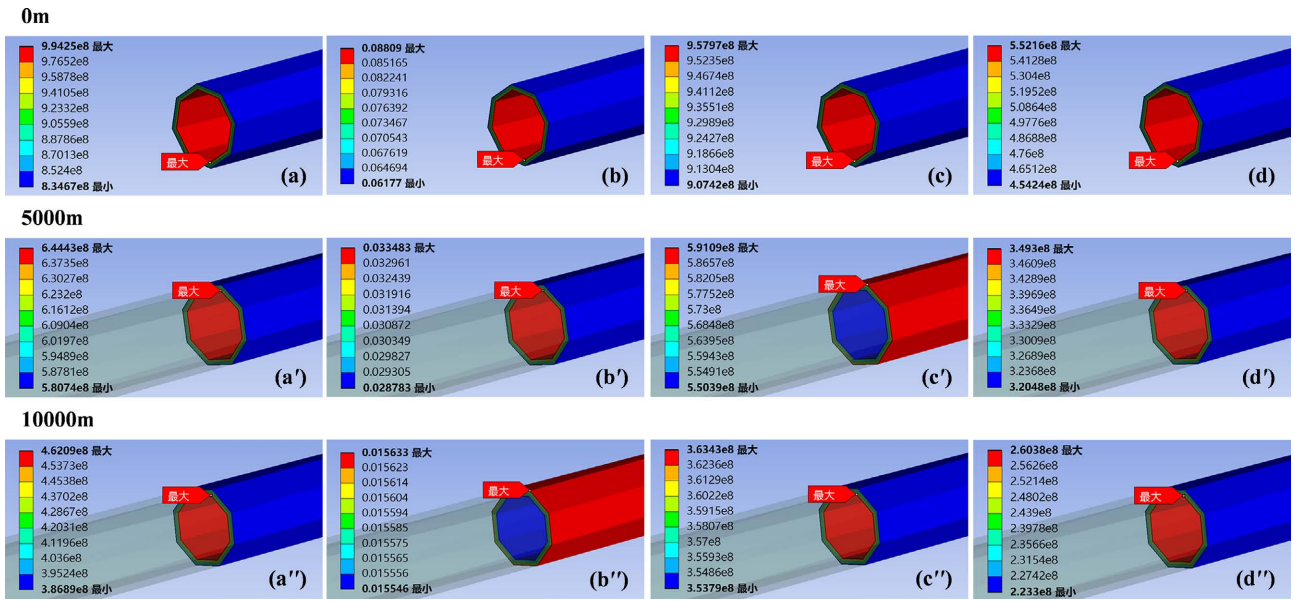 0m
9.9425e8 最大
9.7652e8
9.5878e8
9.4105e8
9.2332e8
9.0559e8
8.8786e8
8.7013e8
8.524e8
8.3467e8 最小
最大
(a)
0.08809 最大
0.085165
0.082241
0.079316
0.076392
0.073467
0.070543
0.067619
0.064694
0.06177 最小
最大
(b)
9.5797e8 最大
9.5235e8
9.4674e8
9.4112e8
9.3551e8
9.2989e8
9.2427e8
9.1866e8
9.1304e8
9.0742e8 最小
最大
(c)
5.5216e8 最大
5.4128e8
5.304e8
5.1952e8
5.0864e8
4.9776e8
4.8688e8
4.76e8
4.6512e8
4.5424e8 最小
最大
(d)
5000m
6.4443e8 最大
6.3735e8
6.3027e8
6.232e8
6.1612e8
6.0904e8
6.0197e8
5.9489e8
5.8781e8
5.8074e8 最小
最大
(a′)
0.033483 最大
0.032961
0.032439
0.031916
0.031394
0.030872
0.030349
0.029827
0.029305
0.028783 最小
最大
(b′)
5.9109e8 最大
5.8657e8
5.8205e8
5.7752e8
5.73e8
5.6848e8
5.6395e8
5.5943e8
5.5491e8
5.5039e8 最小
最大
(c′)
3.493e8 最大
3.4609e8
3.4289e8
3.3969e8
3.3649e8
3.3329e8
3.3009e8
3.2689e8
3.2368e8
3.2048e8 最小
最大
(d′)
10000m
4.6209e8 最大
4.5373e8
4.4538e8
4.3702e8
4.2867e8
4.2031e8
4.1196e8
4.036e8
3.9524e8
3.8689e8 最小
最大
(a″)
0.015633 最大
0.015623
0.015614
0.015604
0.015594
0.015585
0.015575
0.015565
0.015556
0.015546 最小
最大
(b″)
3.6343e8 最大
3.6236e8
3.6129e8
3.6022e8
3.5915e8
3.5807e8
3.57e8
3.5593e8
3.5486e8
3.5379e8 最小
最大
(c″)
2.6038e8 最大
2.5626e8
2.5214e8
2.4802e8
2.439e8
2.3978e8
2.3566e8
2.3154e8
2.2742e8
2.233e8 最小
最大
(d″)